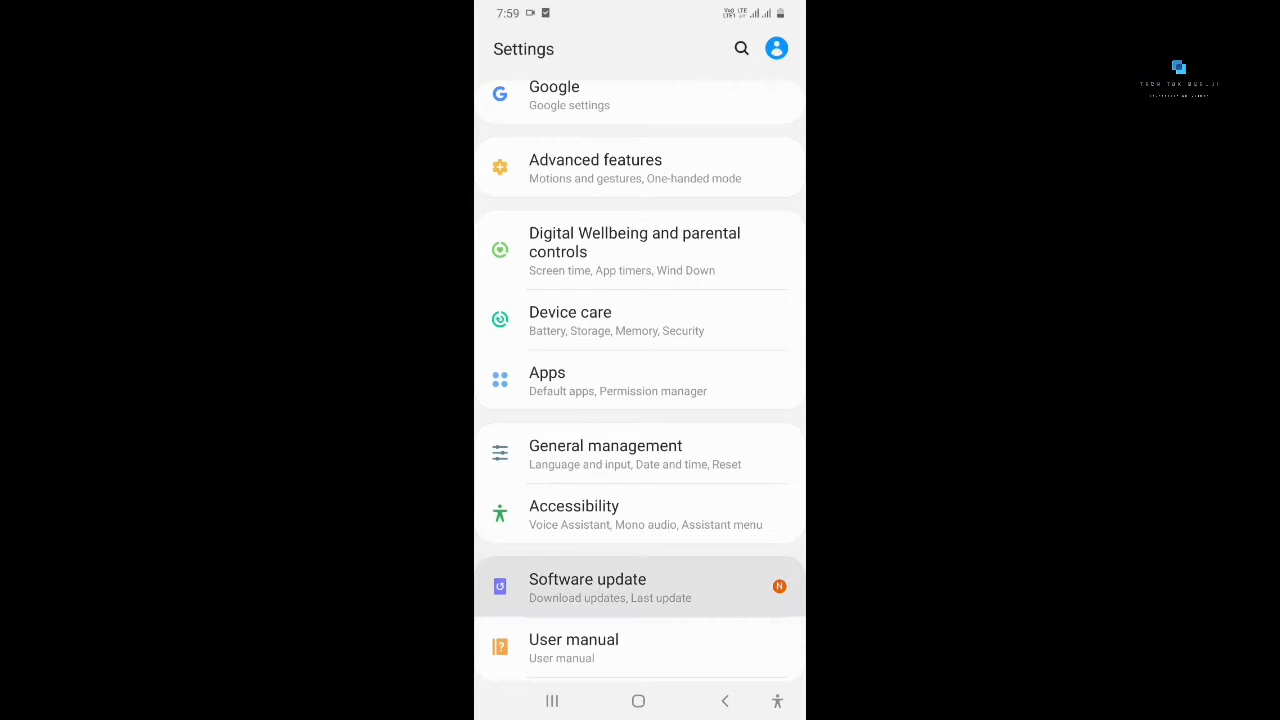 7:59
Settings
Google
Google settings
Advanced features
Motions and gestures, One-handed mode
Digital Wellbeing and parental
controls
Screen time, App timers, Wind Down
Device care
Battery, Storage, Memory, Security
Apps
Default apps, Permission manager
General management
Language and input, Date and time, Reset
Accessibility
Voice Assistant, Mono audio, Assistant menu
Software update
N
Download updates, Last update
User manual
User manual